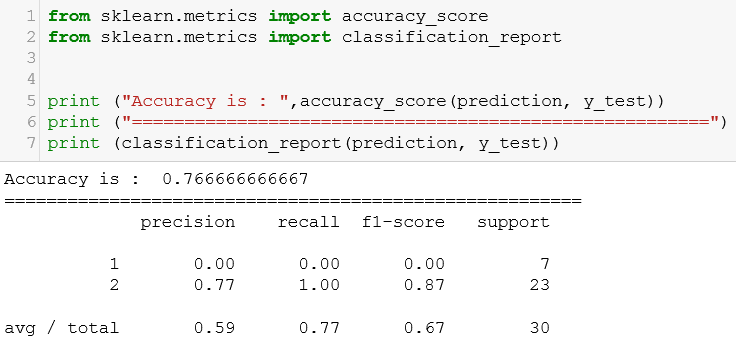 1 from sklearn.metrics import accuracy_score
2 from sklearn.metrics import classification_report
3
4
5 print ("Accuracy is : ",accuracy_score(prediction, y_test))
6 print ("=======================================================")
7 print (classification_report(prediction, y_test))
Accuracy is :  0.766666666667
=======================================================
             precision    recall  f1-score   support

          1       0.00      0.00      0.00         7
          2       0.77      1.00      0.87        23

avg / total       0.59      0.77      0.67        30